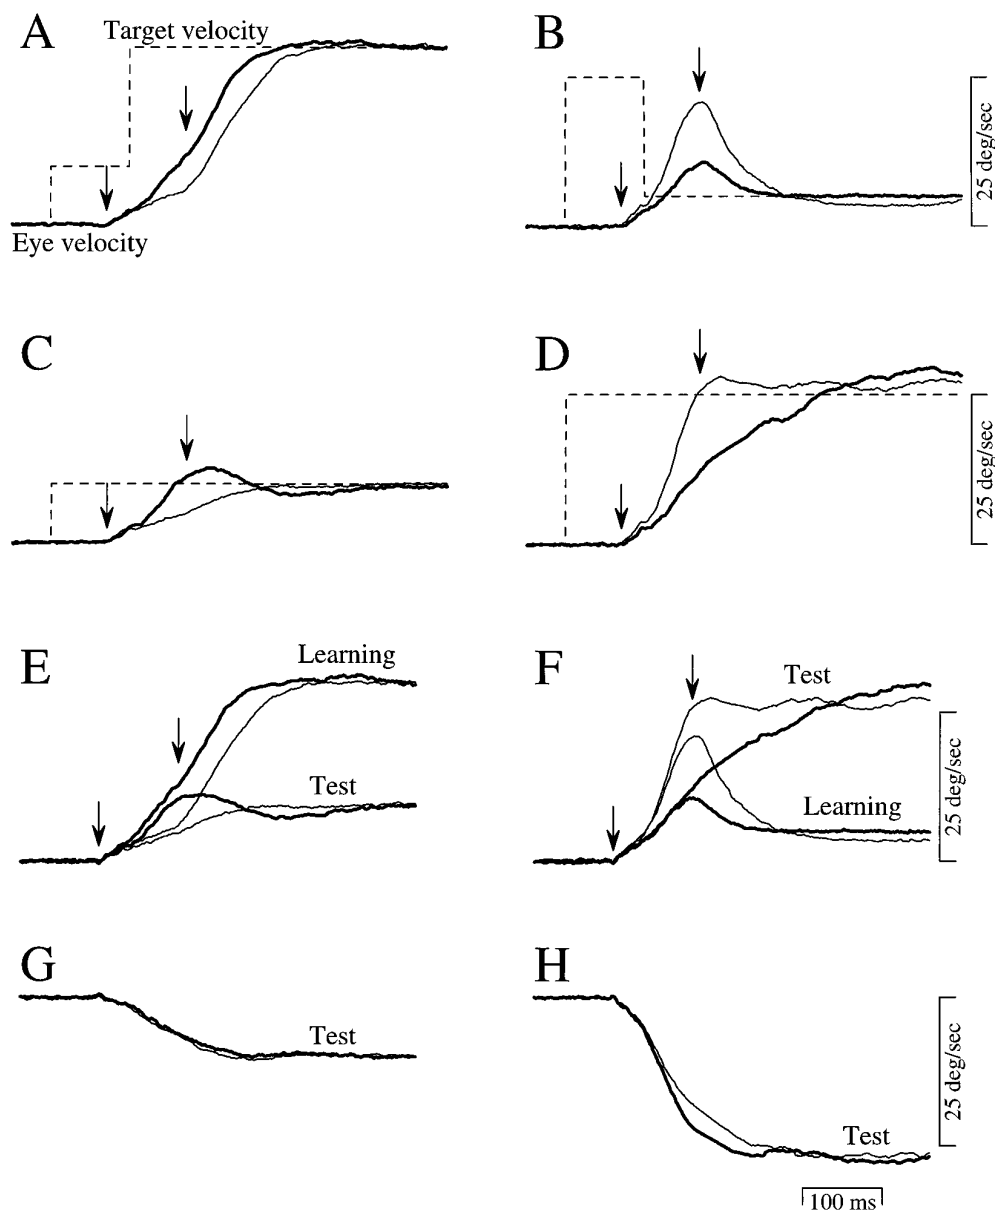 A
Target velocity
Eye velocity
B
25 deg/sec
C
D
25 deg/sec
E
Learning
Test
F
Test
Learning
25 deg/sec
G
Test
H
Test
25 deg/sec
100 ms